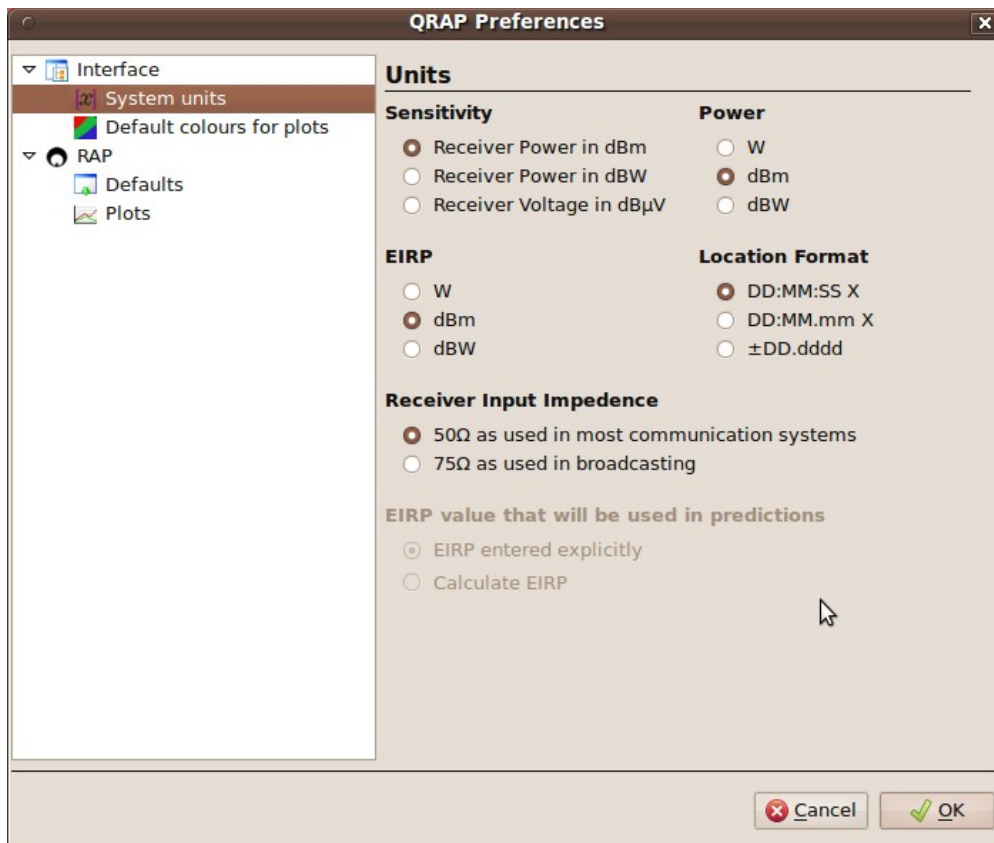 QRAP Preferences
Interface
[x] System units
Default colours for plots
RAP
Defaults
Plots
Units
Sensitivity
Receiver Power in dBm
Receiver Power in dBW
Receiver Voltage in dBµV
Power
W
dBm
dBW
EIRP
W
dBm
dBW
Location Format
DD:MM:SS X
DD:MM.mm X
±DD.dddd
Receiver Input Impedence
50Ω as used in most communication systems
75Ω as used in broadcasting
EIRP value that will be used in predictions
EIRP entered explicitly
Calculate EIRP
Cancel
OK